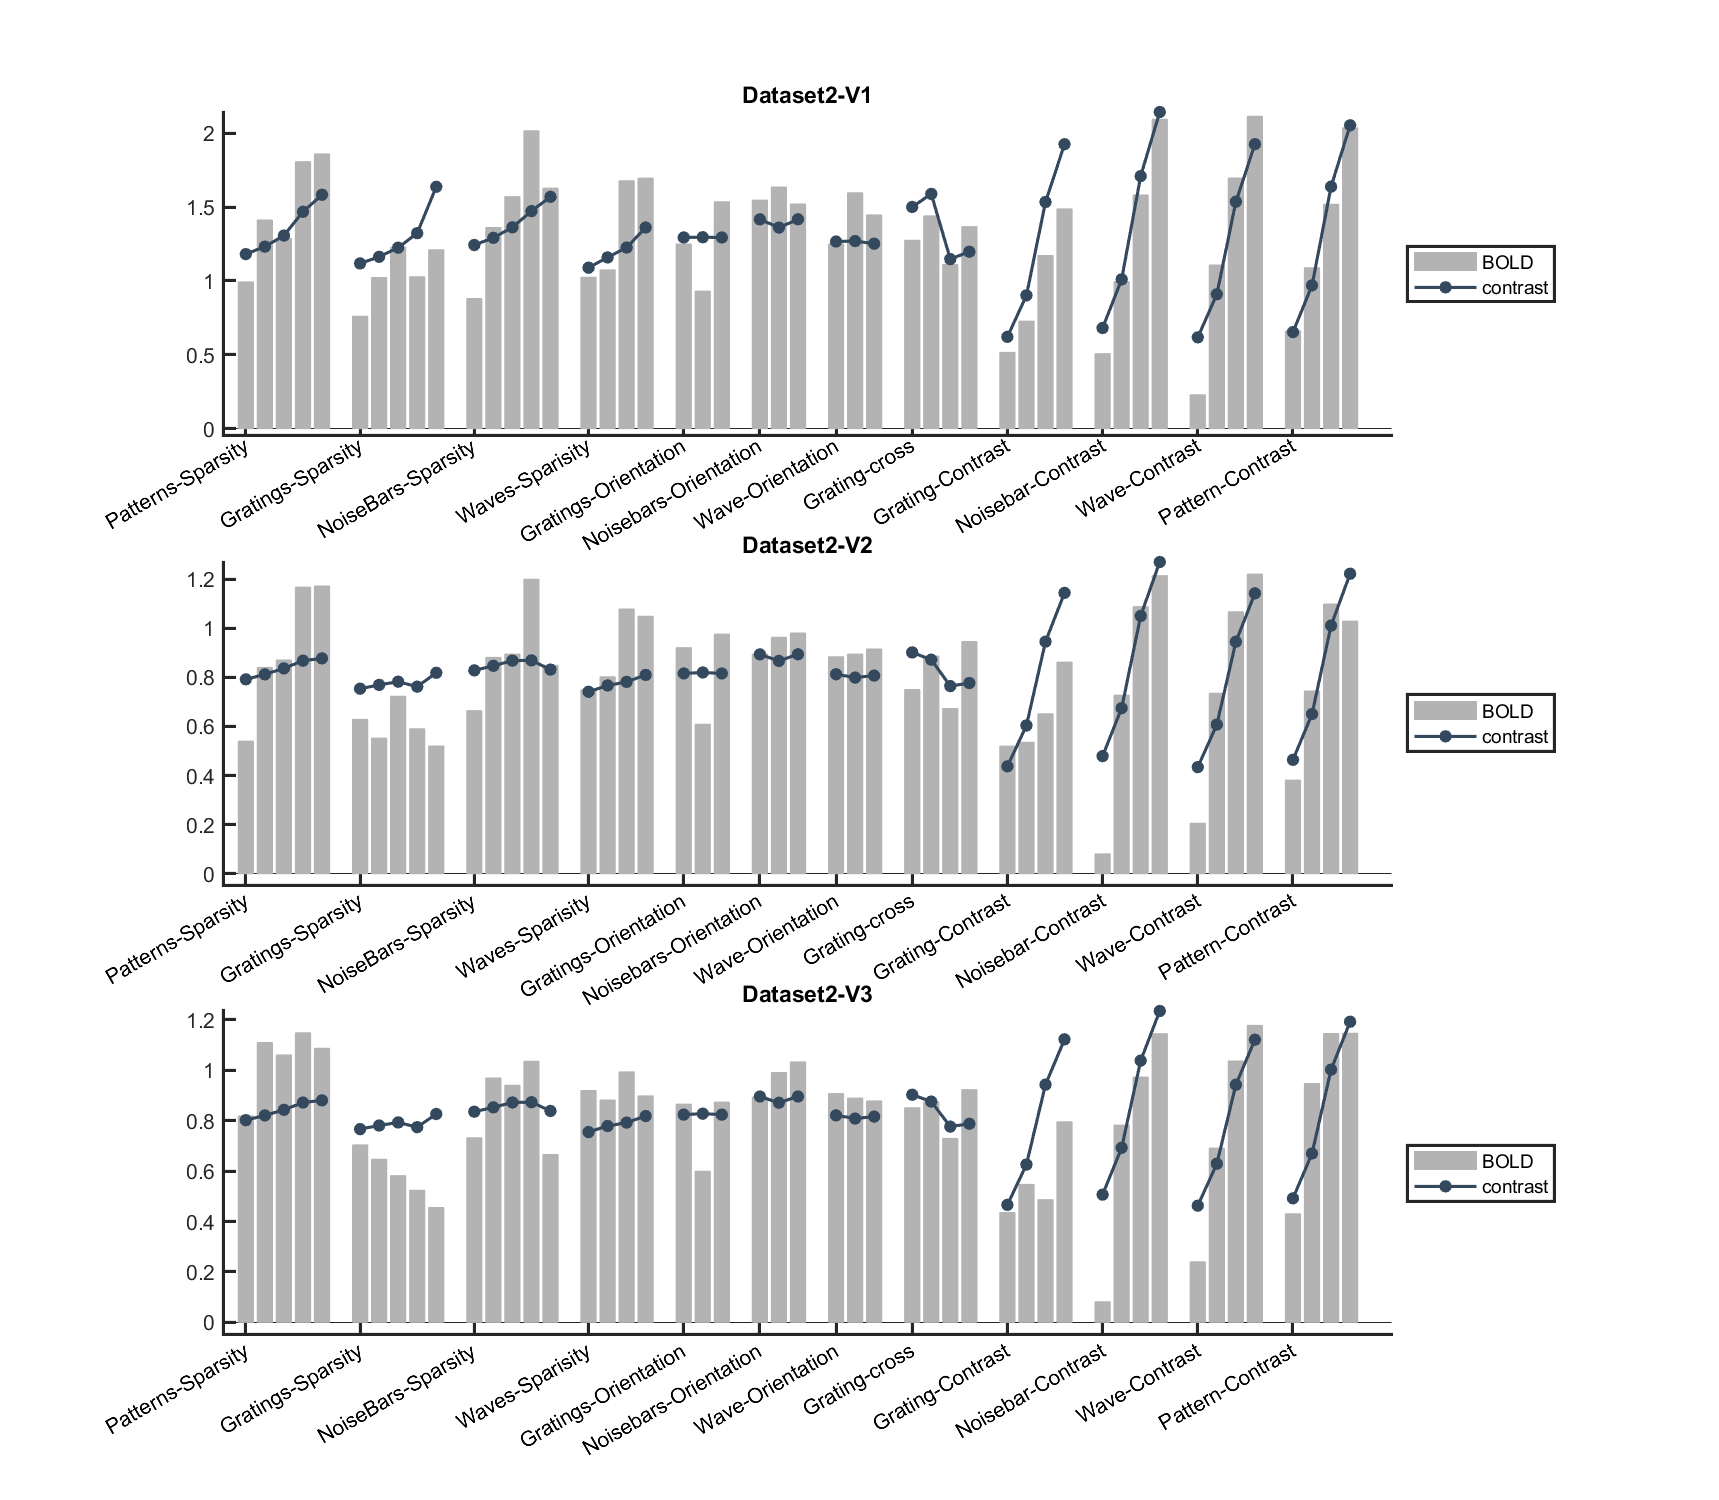 Dataset2-V1
2
1.5
1
0.5
0
BOLD
contrast
Patterns-Sparsity
Gratings-Sparsity
NoiseBars-Sparsity
Waves-Sparisity
Gratings-Orientation
Noisebars-Orientation
Wave-Orientation
Grating-cross
Grating-Contrast
Noisebar-Contrast
Wave-Contrast
Pattern-Contrast
Dataset2-V2
1.2
1
0.8
0.6
0.4
0.2
0
BOLD
contrast
Patterns-Sparsity
Gratings-Sparsity
NoiseBars-Sparsity
Waves-Sparisity
Gratings-Orientation
Noisebars-Orientation
Wave-Orientation
Grating-cross
Grating-Contrast
Noisebar-Contrast
Wave-Contrast
Pattern-Contrast
Dataset2-V3
1.2
1
0.8
0.6
0.4
0.2
0
BOLD
contrast
Patterns-Sparsity
Gratings-Sparsity
NoiseBars-Sparsity
Waves-Sparisity
Gratings-Orientation
Noisebars-Orientation
Wave-Orientation
Grating-cross
Grating-Contrast
Noisebar-Contrast
Wave-Contrast
Pattern-Contrast